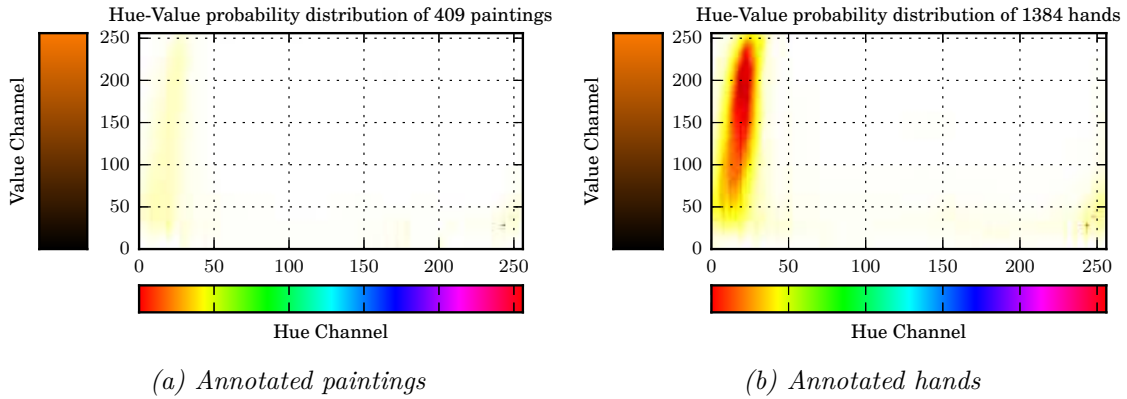 Hue-Value probability distribution of 409 paintings
250
200
150
100
50
0
Value Channel
0 50 100 150 200 250
Hue Channel
(a) Annotated paintings
Hue-Value probability distribution of 1384 hands
250
200
150
100
50
0
Value Channel
0 50 100 150 200 250
Hue Channel
(b) Annotated hands